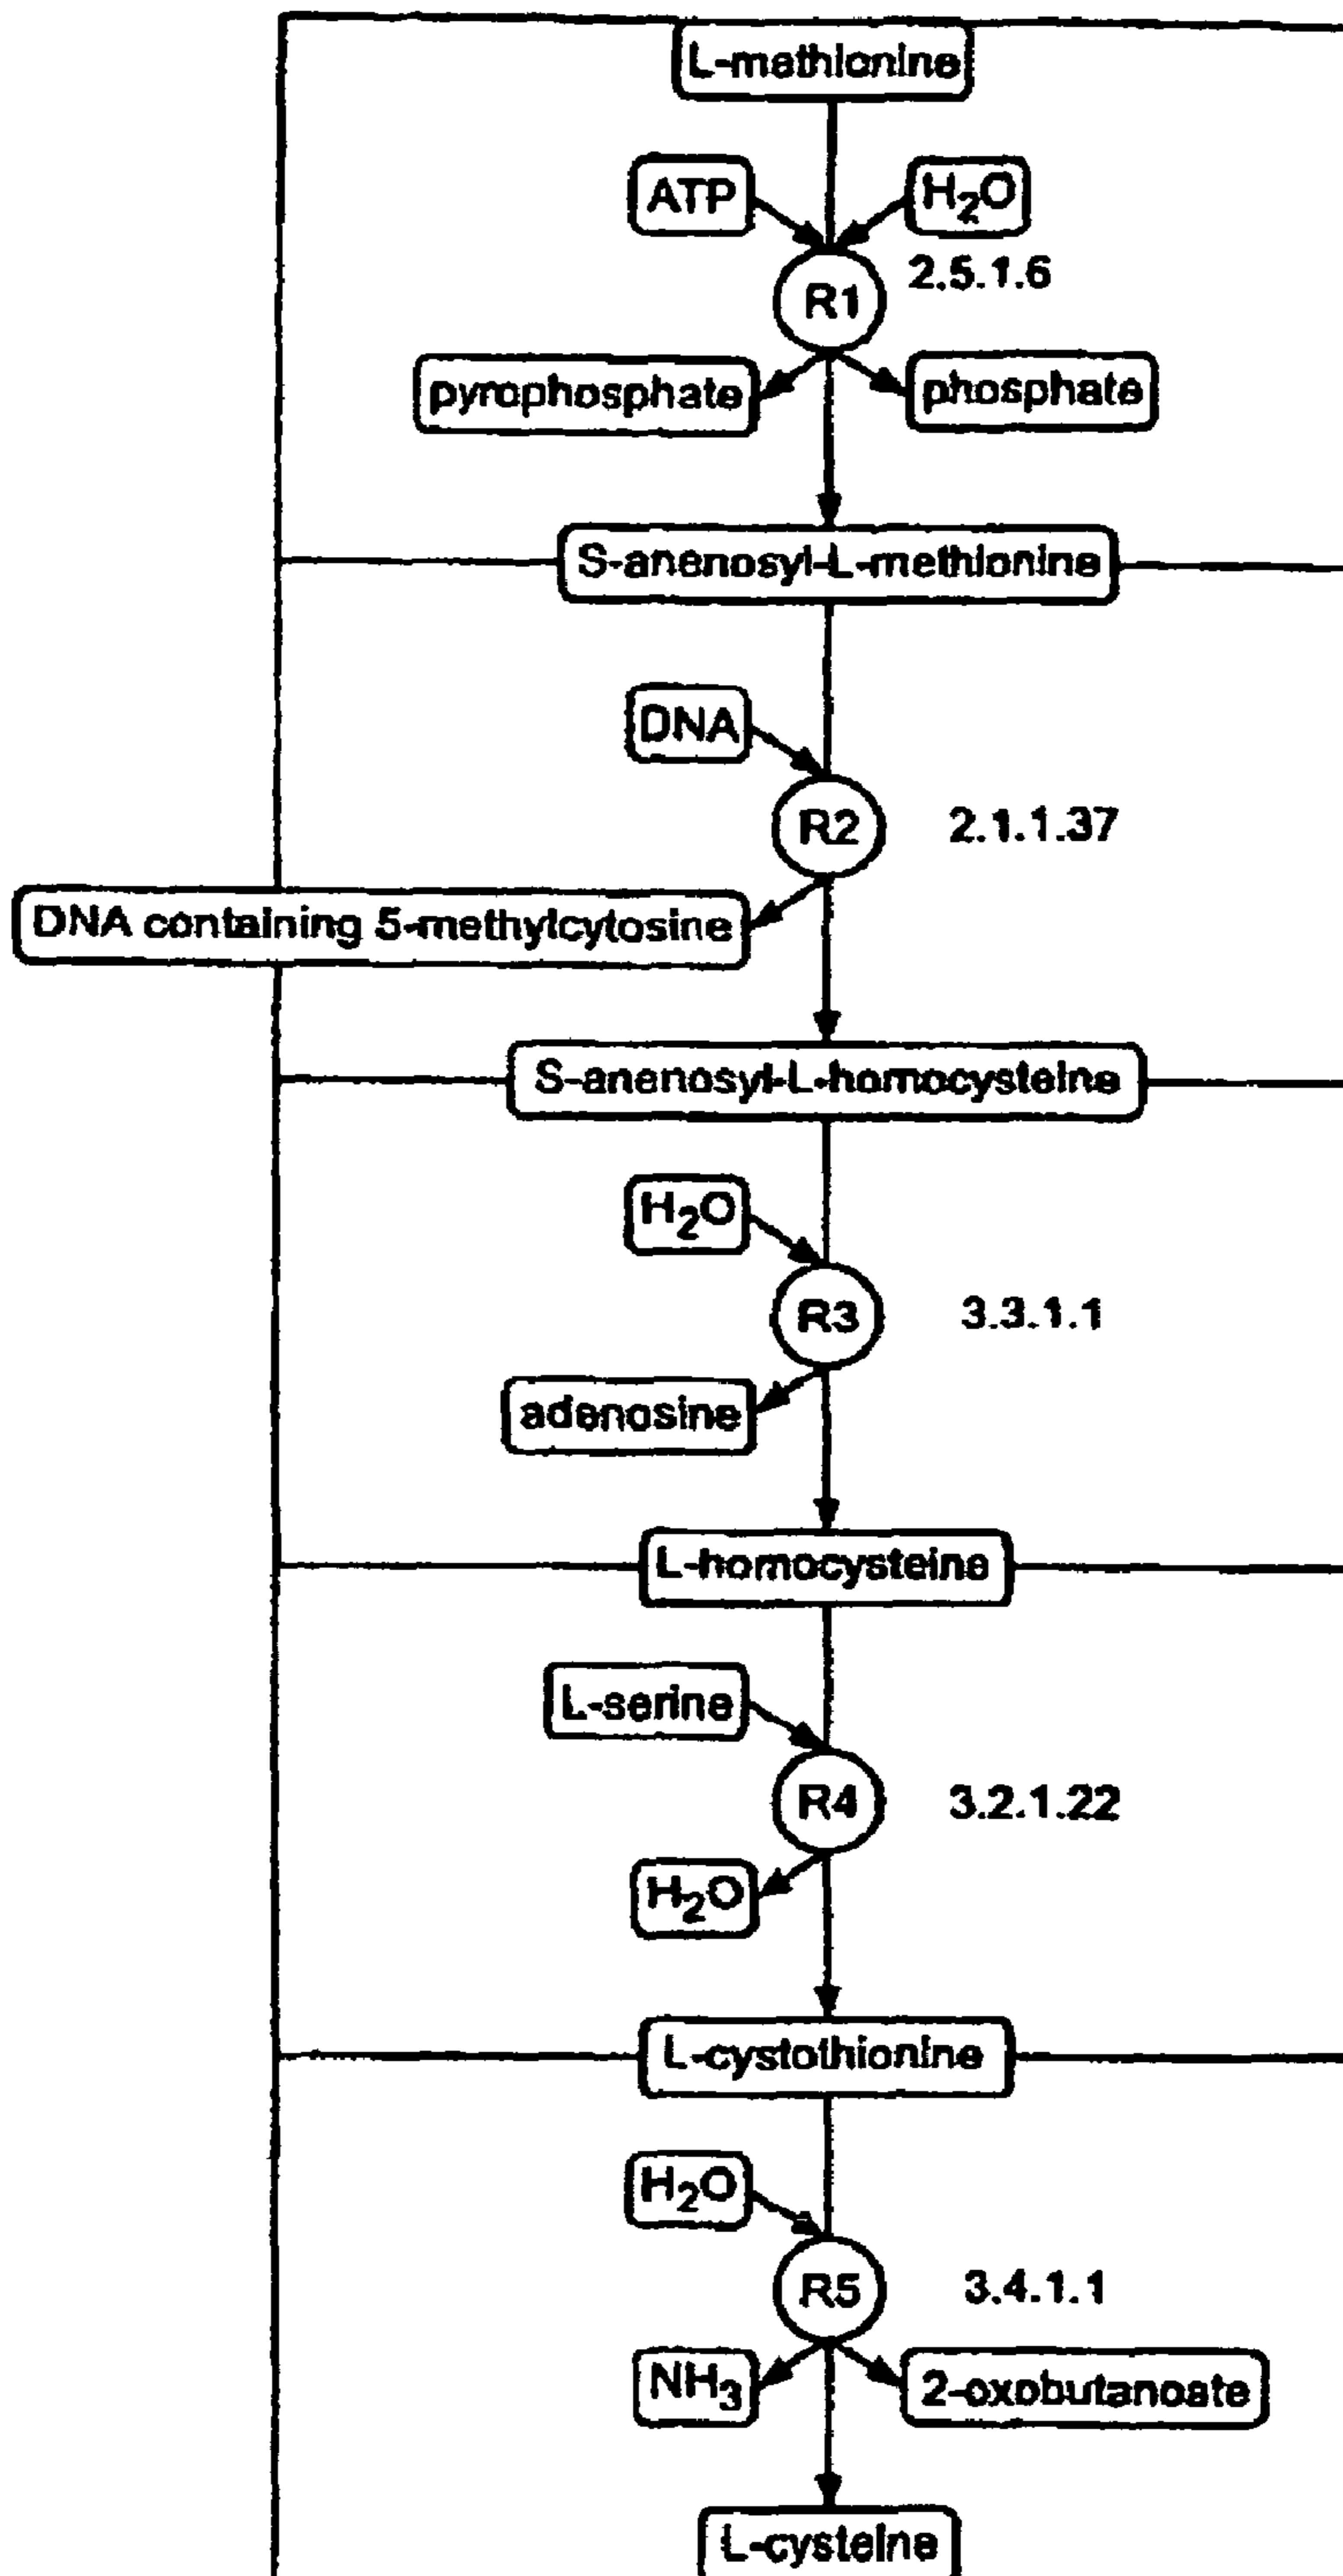 L-methionine
ATP
H₂O
2.5.1.6
R1
pyrophosphate
phosphate
S-anenosyl-L-methionine
DNA
R2
2.1.1.37
DNA containing 5-methylcytosine
S-anenosyl-L-homocysteine
H₂O
R3
3.3.1.1
adenosine
L-homocysteine
L-serine
R4
3.2.1.22
H₂O
L-cystothionine
H₂O
R5
3.4.1.1
NH₃
2-oxobutanoate
L-cysteine